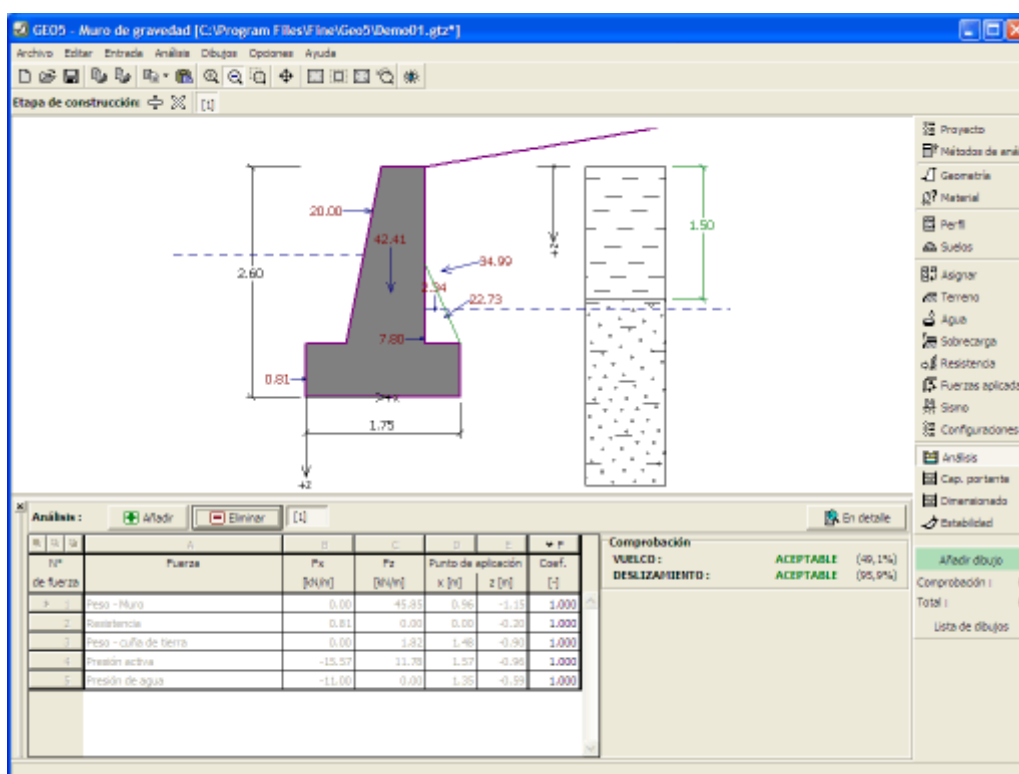 GEO5 - Muro de gravedad [C:\Program Files\Fine\Geo5\Demo01.gtz*]
Archivo Editar Entrada Análisis Dibujos Opciones Ayuda
Etapa de construcción: [1]
20.00
42.41
34.99
2.60
22.73
7.80
0.81
+x
1.75
+z
+z
1.50
Proyecto
Métodos de aná
Geometría
Material
Perfil
Suelos
Asignar
Terreno
Agua
Sobrecarga
Resistencia
Fuerzas aplicada
Sismo
Configuraciones
Análisis
Cap. portante
Dimensionado
Estabilidad
Añadir dibujo
Comprobación :
Total :
Lista de dibujos
Análisis : Añadir Eliminar [1] En detalle
A B C D E F
N° Fuerza Fx Fz Punto de aplicación Coef.
de fuerza [kN/m] [kN/m] x [m] z [m] [-]
1 Peso - Muro 0.00 45.85 0.96 -1.15 1.000
2 Resistencia 0.81 0.00 0.00 -0.20 1.000
3 Peso - cuña de tierra 0.00 1.82 1.48 -0.90 1.000
4 Presión activa -15.57 11.78 1.57 -0.96 1.000
5 Presión de agua -11.00 0.00 1.35 -0.59 1.000
Comprobación
VUELCO : ACEPTABLE (49,1%)
DESLIZAMIENTO : ACEPTABLE (95,9%)